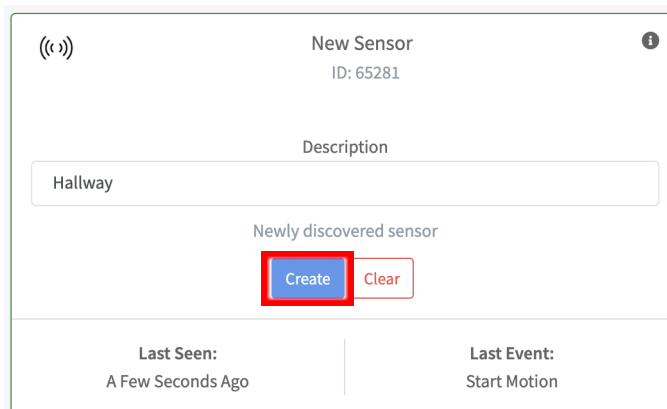 New Sensor
ID: 65281
Description
Hallway
Newly discovered sensor
Create Clear
Last Seen: Last Event:
A Few Seconds Ago Start Motion